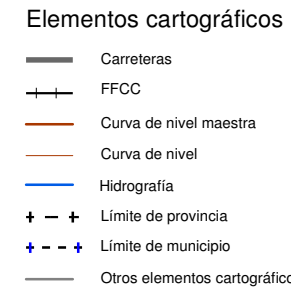 Elementos cartográficos
Carreteras
FFCC
Curva de nivel maestra
Curva de nivel
Hidrografía
Límite de provincia
Límite de municipio
Otros elementos cartográfico